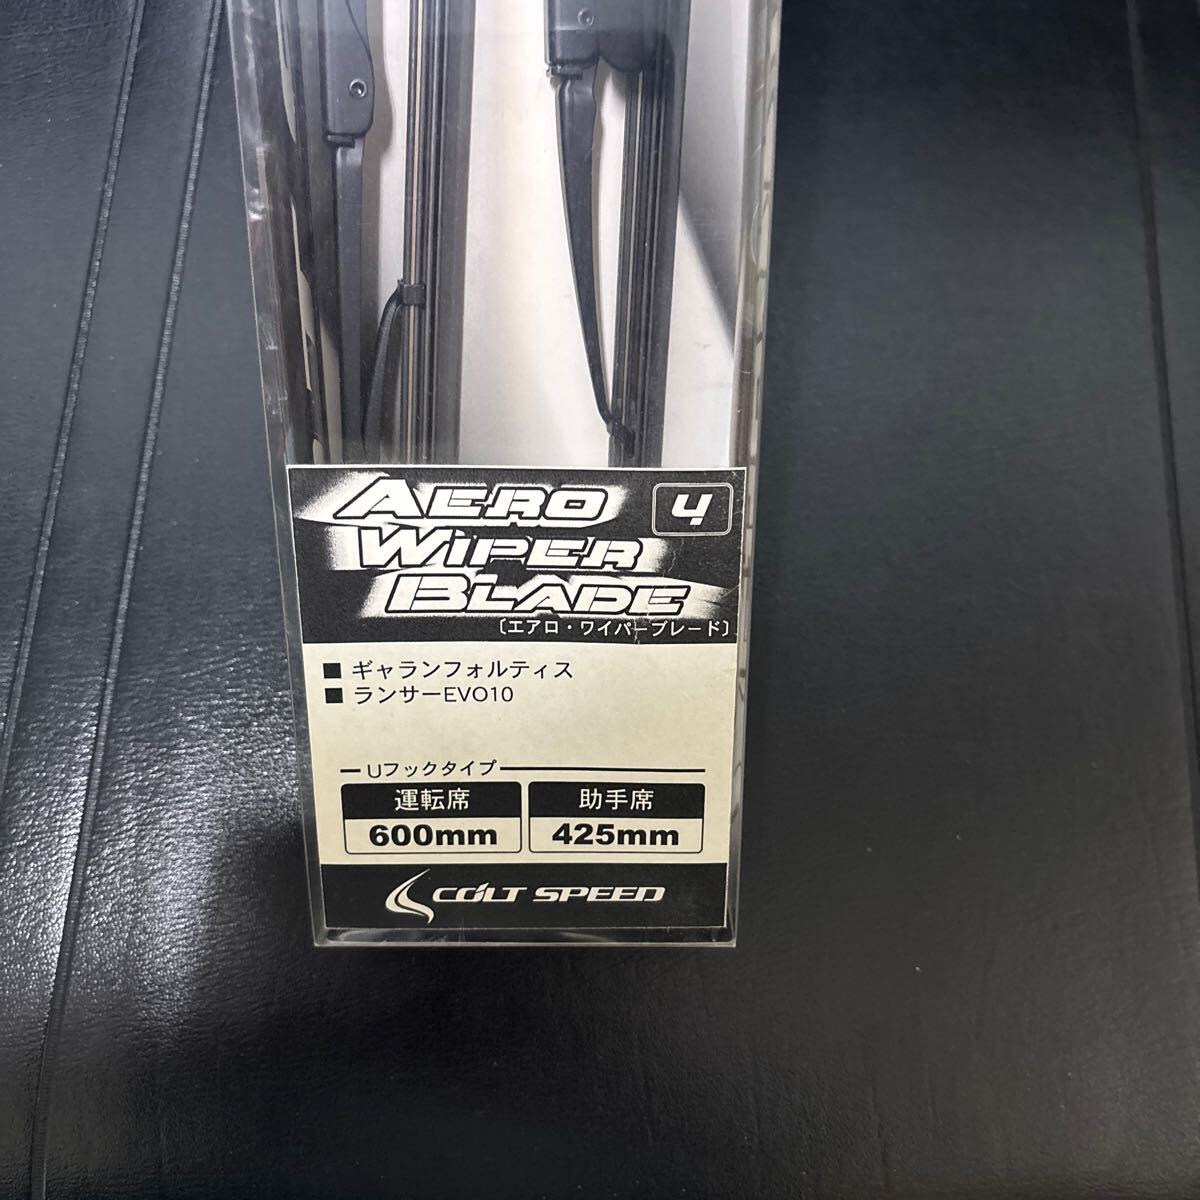 AERO
4
WIPER
BLADE
〔エアロ・ワイパーブレード〕
■ ギャランフォルティス
■ ランサーEVO10
Uフックタイプ
運転席
600mm
助手席
425mm
COLT SPEED